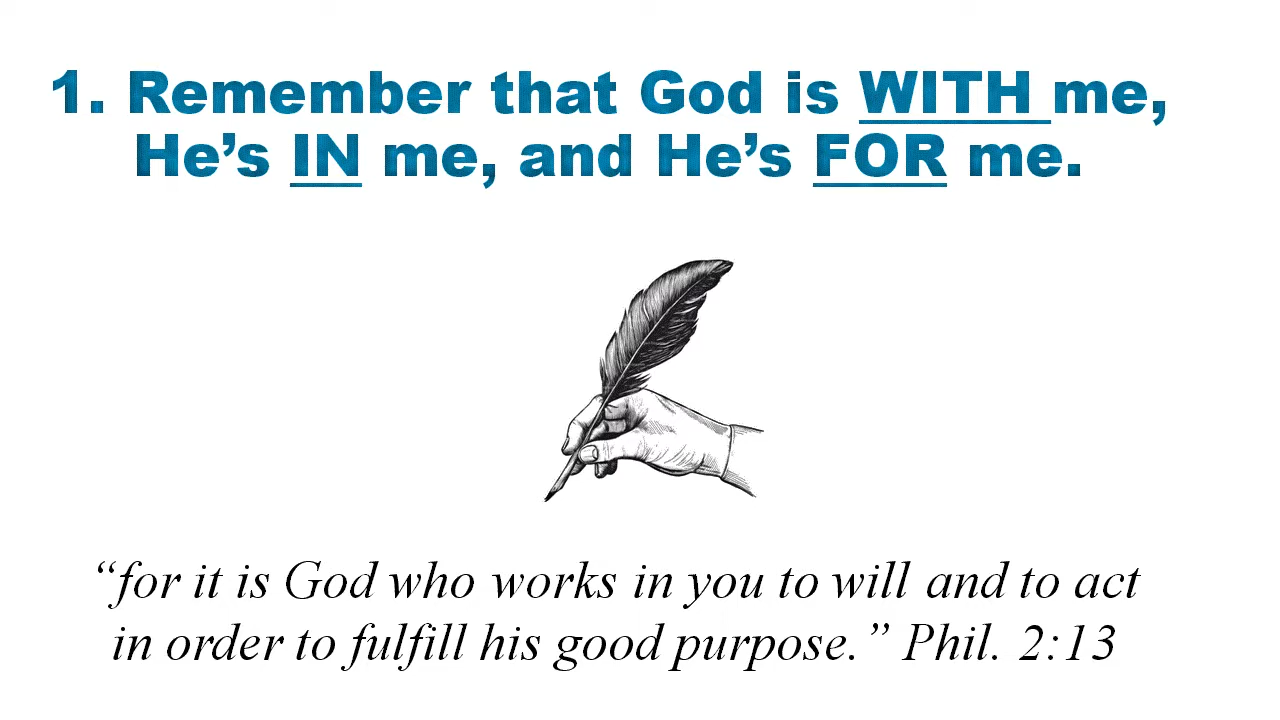 1. Remember that God is WITH me,
He’s IN me, and He’s FOR me.
“for it is God who works in you to will and to act
in order to fulfill his good purpose.” Phil. 2:13